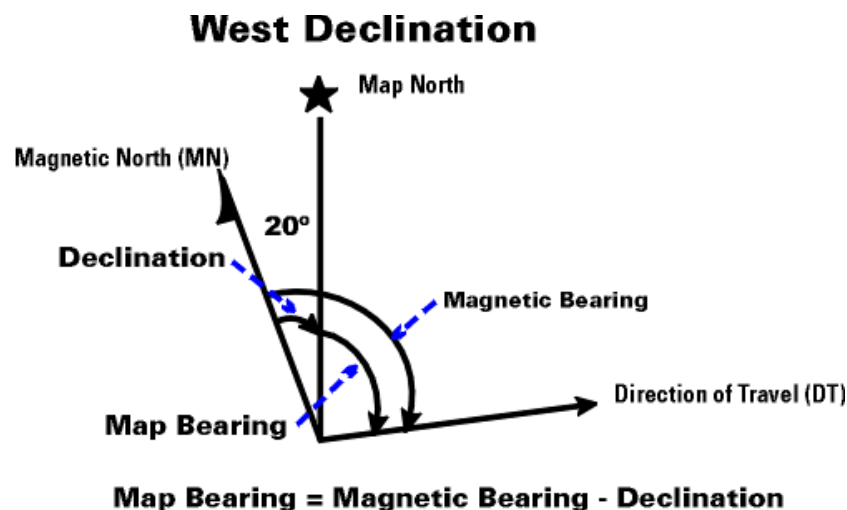 West Declination
Map North
Magnetic North (MN)
20º
Declination
Magnetic Bearing
Direction of Travel (DT)
Map Bearing
Map Bearing = Magnetic Bearing - Declination